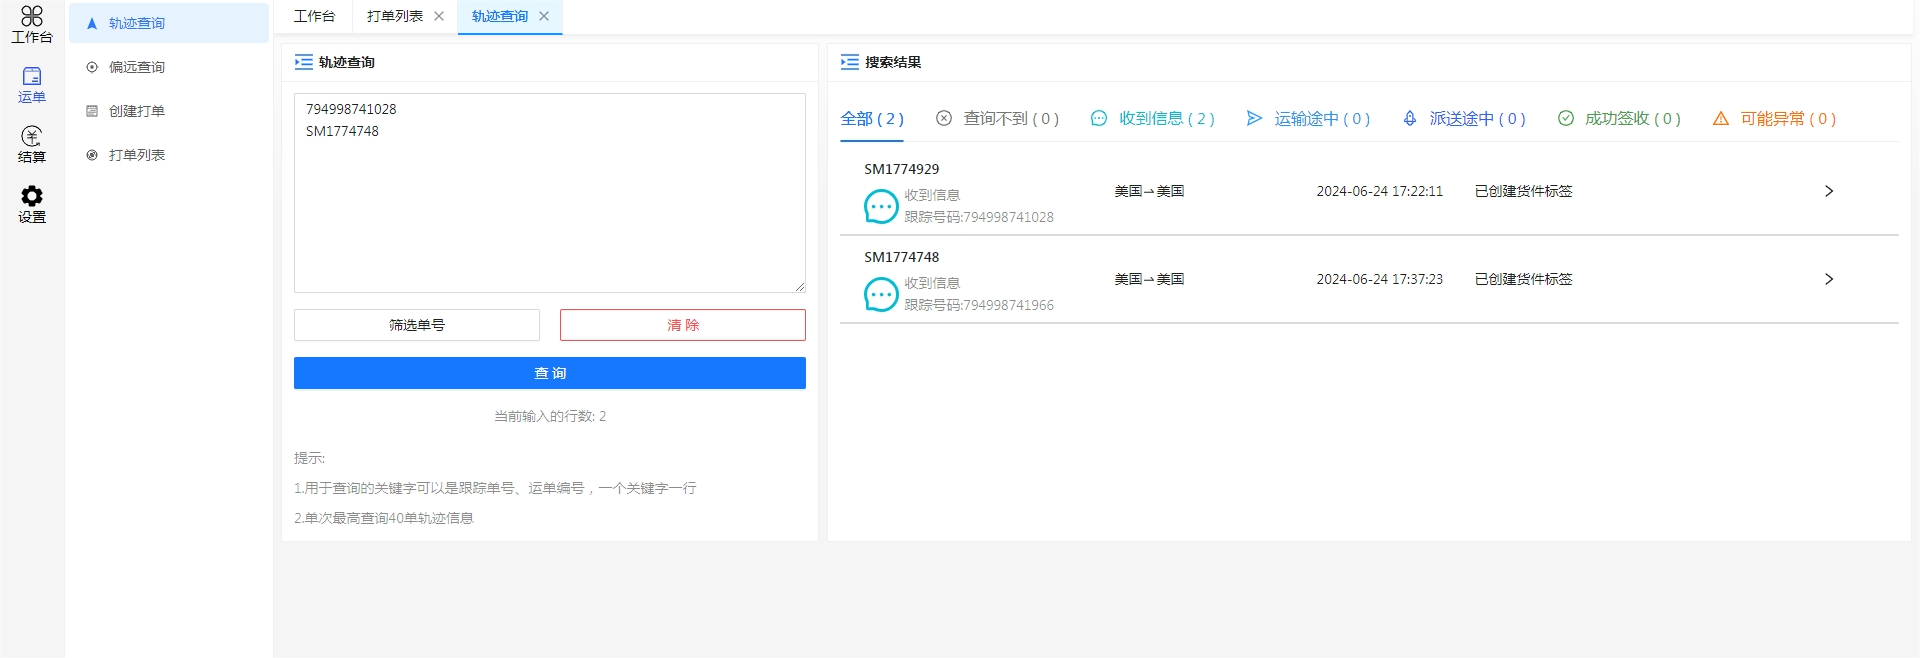 工作台
运单
结算
设置
轨迹查询
偏远查询
创建打单
打单列表
工作台
打单列表
轨迹查询
轨迹查询
794998741028
SM1774748
筛选单号
清 除
查 询
当前输入的行数: 2
提示:
1.用于查询的关键字可以是跟踪单号、运单编号，一个关键字一行
2.单次最高查询40单轨迹信息
搜索结果
全部 ( 2 )
查询不到 ( 0 )
收到信息 ( 2 )
运输途中 ( 0 )
派送途中 ( 0 )
成功签收 ( 0 )
可能异常 ( 0 )
SM1774929
收到信息
跟踪号码:794998741028
美国⇀美国
2024-06-24 17:22:11
已创建货件标签
SM1774748
收到信息
跟踪号码:794998741966
美国⇀美国
2024-06-24 17:37:23
已创建货件标签